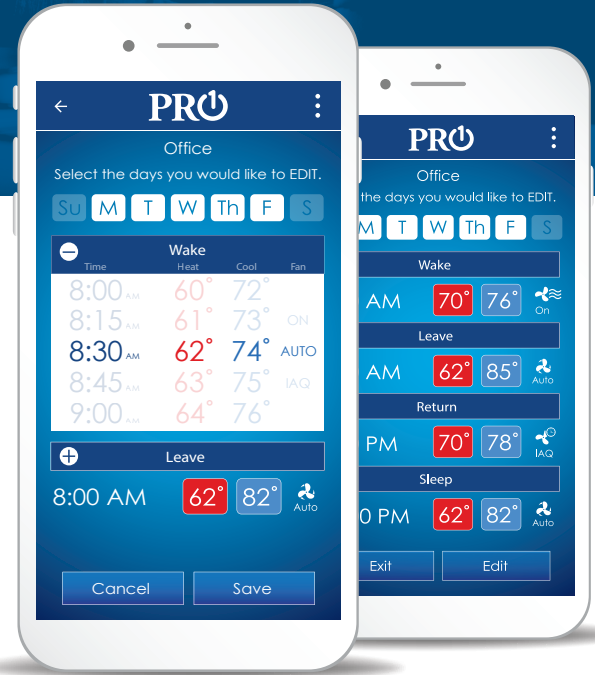 PRO1
Office
Select the days you would like to EDIT.
Su M T W Th F S
Wake
Time Heat Cool Fan
8:00 AM 60° 72°
8:15 AM 61° 73° ON
8:30 AM 62° 74° AUTO
8:45 AM 63° 75° IAQ
9:00 AM 64° 76°
Leave
8:00 AM 62° 82° Auto
Cancel Save
PRO1
Office
the days you would like to EDIT.
M T W Th F S
Wake
AM 70° 76° On
Leave
AM 62° 85° Auto
Return
PM 70° 78° IAQ
Sleep
0 PM 62° 82° Auto
Exit Edit